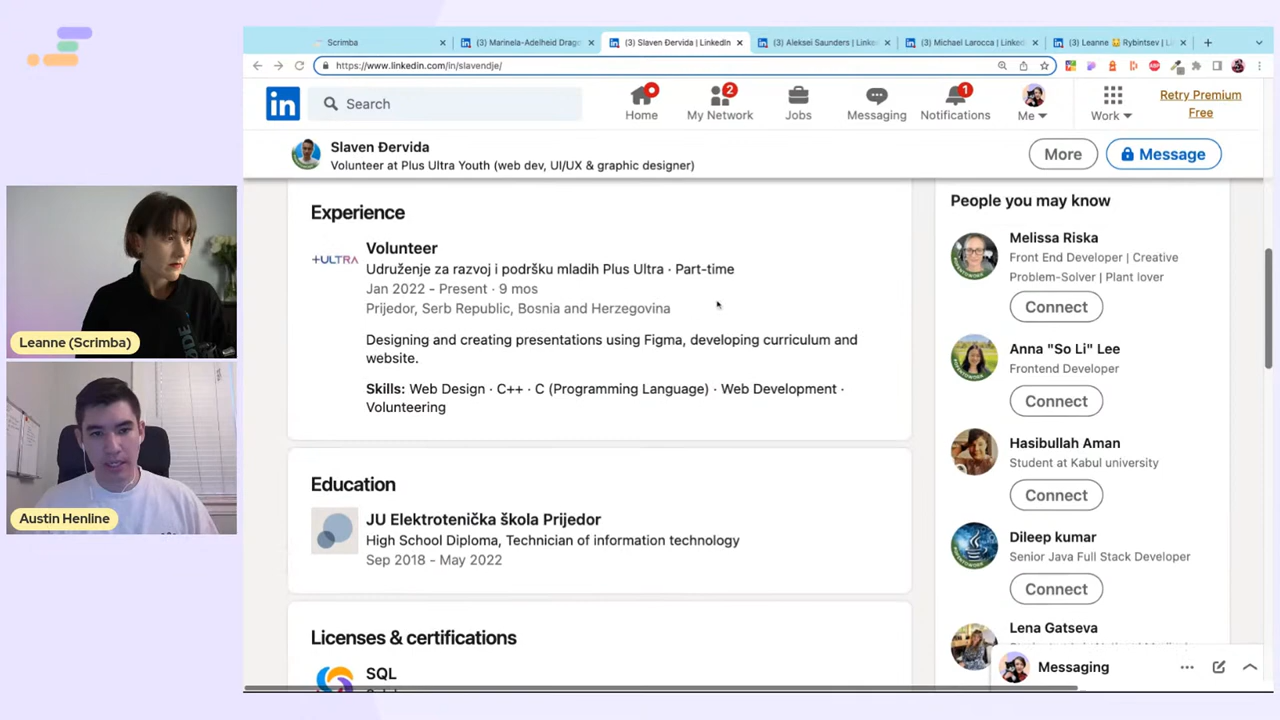 Scrimba
(3) Marinela-Adelheid Drago
(3) Slaven Đervida | LinkedIn
(3) Aleksei Saunders | Linke
(3) Michael Larocca | Linked
(3) Leanne 🐱 Rybintsev | L
https://www.linkedin.com/in/slavendje/
in
Search
Home
2
My Network
Jobs
Messaging
1
Notifications
Me
Work
Retry Premium
Free
Slaven Đervida
Volunteer at Plus Ultra Youth (web dev, UI/UX & graphic designer)
More
Message
Experience
+ULTRA
Volunteer
Udruženje za razvoj i podršku mladih Plus Ultra · Part-time
Jan 2022 - Present · 9 mos
Prijedor, Serb Republic, Bosnia and Herzegovina
Designing and creating presentations using Figma, developing curriculum and
website.
Skills: Web Design · C++ · C (Programming Language) · Web Development ·
Volunteering
Education
JU Elektrotenička škola Prijedor
High School Diploma, Technician of information technology
Sep 2018 - May 2022
Licenses & certifications
SQL
People you may know
Melissa Riska
Front End Developer | Creative
Problem-Solver | Plant lover
Connect
Anna "So Li" Lee
Frontend Developer
Connect
Hasibullah Aman
Student at Kabul university
Connect
Dileep kumar
Senior Java Full Stack Developer
Connect
Lena Gatseva
Messaging
Leanne (Scrimba)
Austin Henline